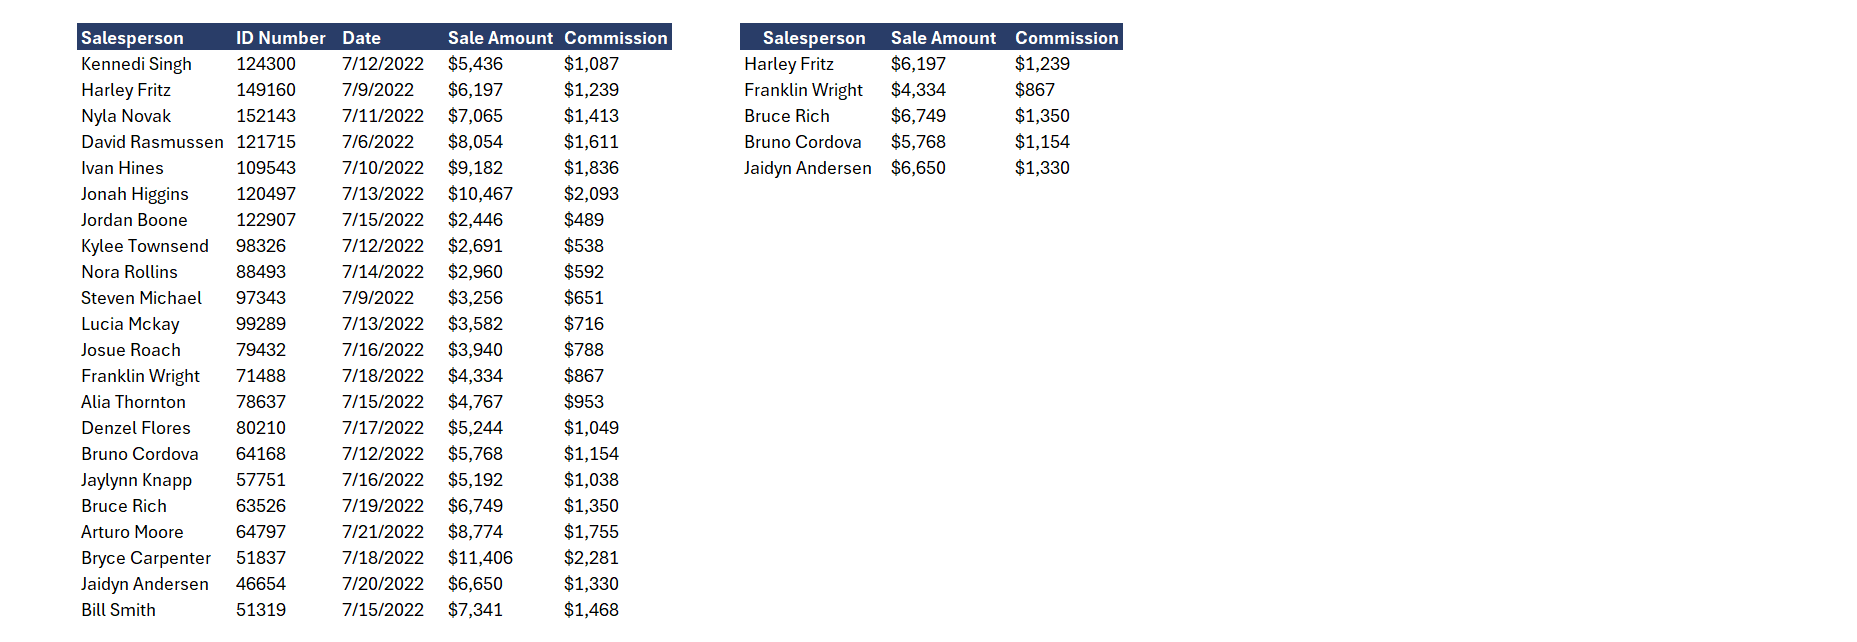 Salesperson ID Number Date Sale Amount Commission
Kennedi Singh 124300 7/12/2022 $5,436 $1,087
Harley Fritz 149160 7/9/2022 $6,197 $1,239
Nyla Novak 152143 7/11/2022 $7,065 $1,413
David Rasmussen 121715 7/6/2022 $8,054 $1,611
Ivan Hines 109543 7/10/2022 $9,182 $1,836
Jonah Higgins 120497 7/13/2022 $10,467 $2,093
Jordan Boone 122907 7/15/2022 $2,446 $489
Kylee Townsend 98326 7/12/2022 $2,691 $538
Nora Rollins 88493 7/14/2022 $2,960 $592
Steven Michael 97343 7/9/2022 $3,256 $651
Lucia Mckay 99289 7/13/2022 $3,582 $716
Josue Roach 79432 7/16/2022 $3,940 $788
Franklin Wright 71488 7/18/2022 $4,334 $867
Alia Thornton 78637 7/15/2022 $4,767 $953
Denzel Flores 80210 7/17/2022 $5,244 $1,049
Bruno Cordova 64168 7/12/2022 $5,768 $1,154
Jaylynn Knapp 57751 7/16/2022 $5,192 $1,038
Bruce Rich 63526 7/19/2022 $6,749 $1,350
Arturo Moore 64797 7/21/2022 $8,774 $1,755
Bryce Carpenter 51837 7/18/2022 $11,406 $2,281
Jaidyn Andersen 46654 7/20/2022 $6,650 $1,330
Bill Smith 51319 7/15/2022 $7,341 $1,468
Salesperson Sale Amount Commission
Harley Fritz $6,197 $1,239
Franklin Wright $4,334 $867
Bruce Rich $6,749 $1,350
Bruno Cordova $5,768 $1,154
Jaidyn Andersen $6,650 $1,330